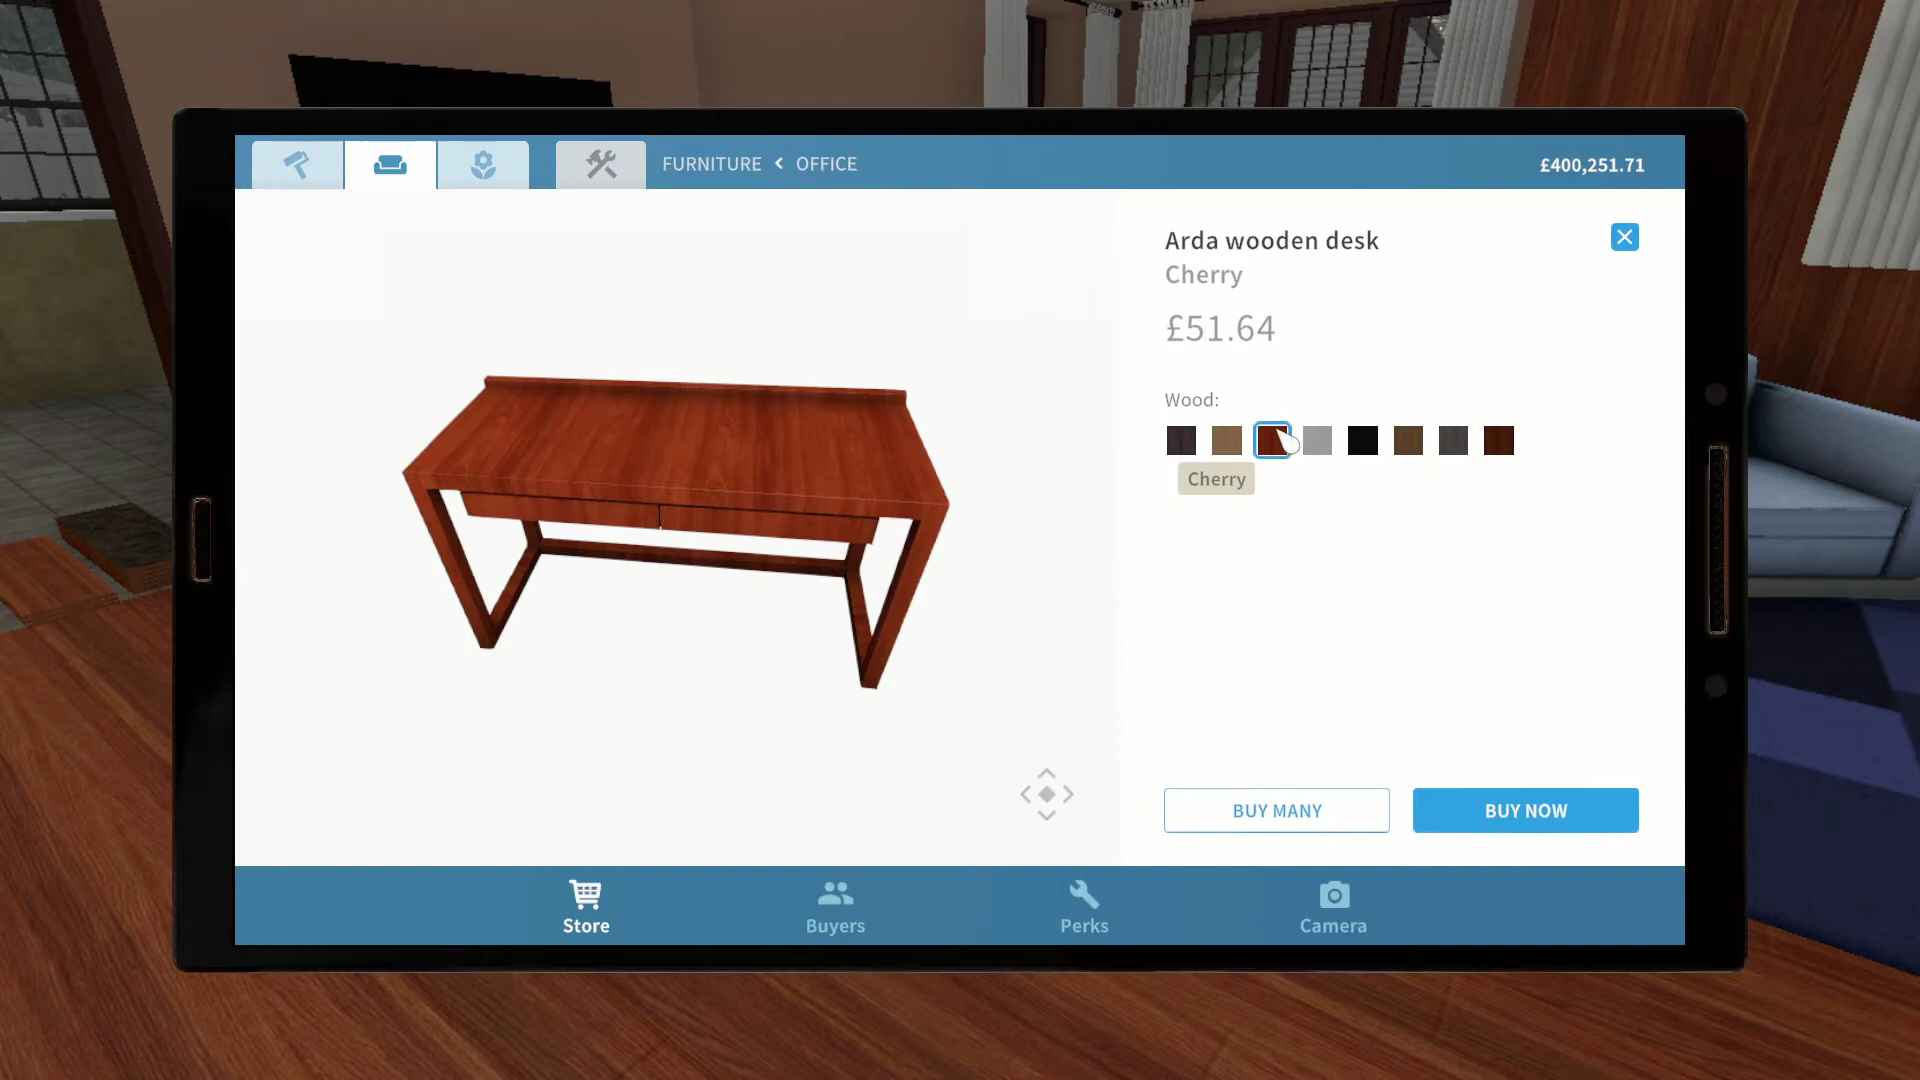 FURNITURE < OFFICE
£400,251.71
Arda wooden desk
Cherry
£51.64
Wood:
Cherry
BUY MANY
BUY NOW
Store
Buyers
Perks
Camera